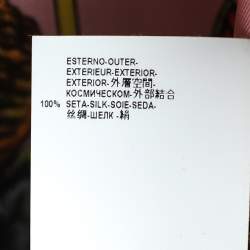 ESTERNO-OUTER-
EXTERIEUR-EXTERIOR-
EXTERIOR-外層空間-
КОСМИЧЕСКОМ-外部結合
100% SETA-SILK-SOIE-SEDA-
丝绸-ШЕЛК -絹